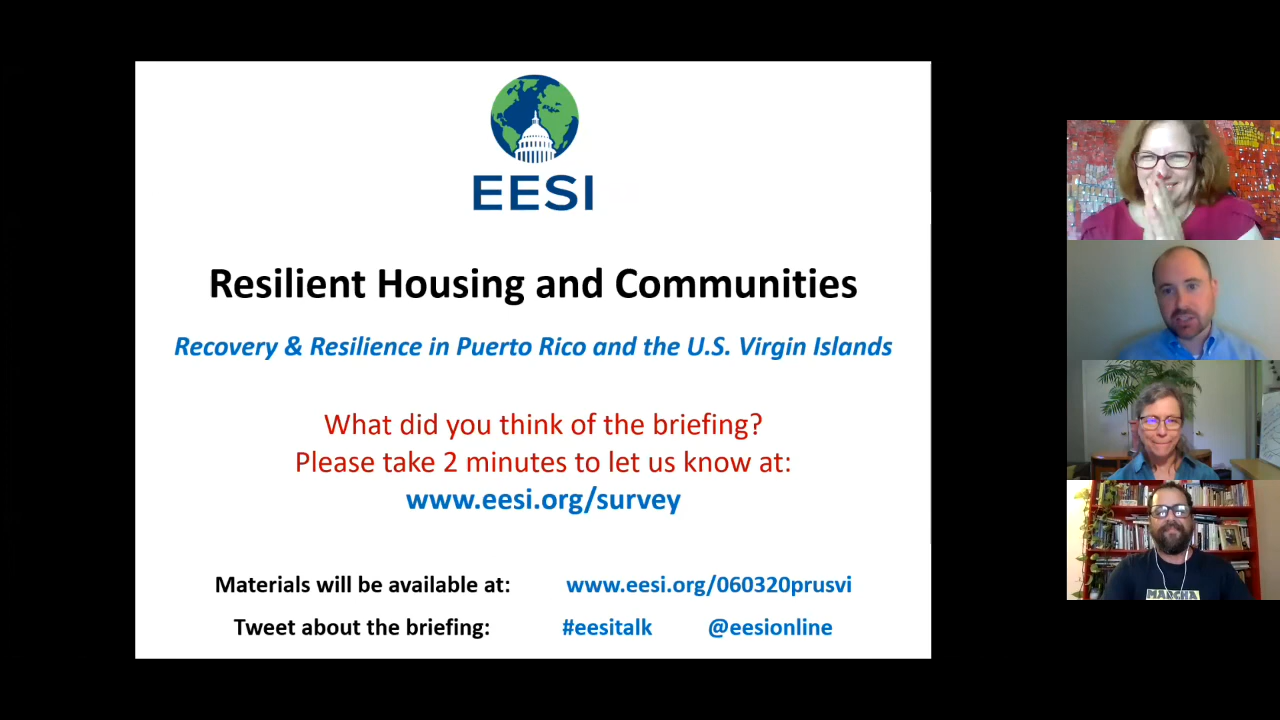 EESI
Resilient Housing and Communities
Recovery & Resilience in Puerto Rico and the U.S. Virgin Islands
What did you think of the briefing?
Please take 2 minutes to let us know at:
www.eesi.org/survey
Materials will be available at: www.eesi.org/060320prusvi
Tweet about the briefing: #eesitalk @eesionline